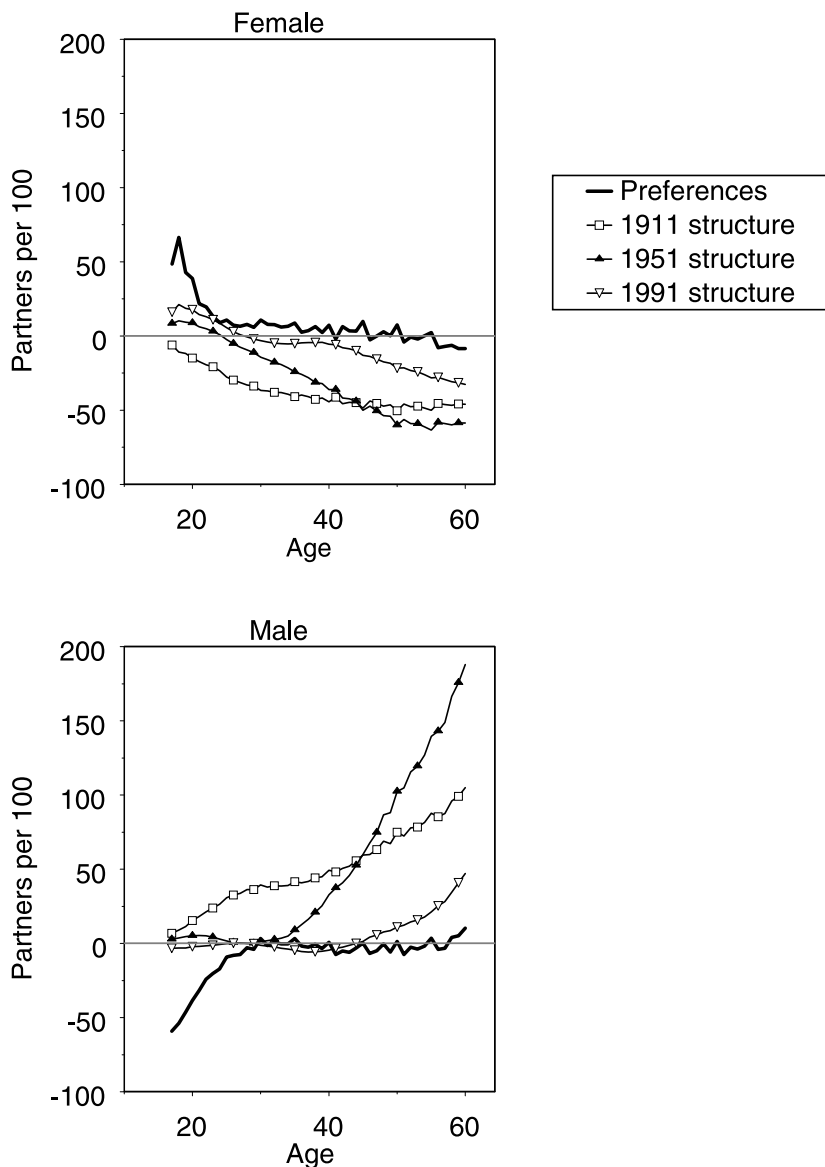 Female
200
150
100
50
0
-50
-100
20 40 60
Age
Partners per 100
Preferences
1911 structure
1951 structure
1991 structure
Male
200
150
100
50
0
-50
-100
20 40 60
Age
Partners per 100